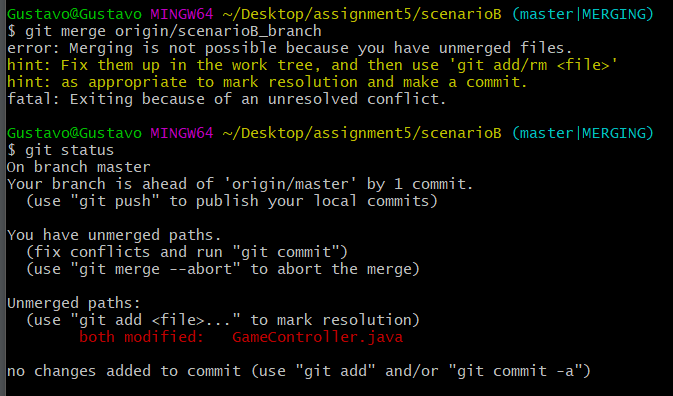 Gustavo@Gustavo MINGW64 ~/Desktop/assignment5/scenarioB (master|MERGING)
$ git merge origin/scenarioB_branch
error: Merging is not possible because you have unmerged files.
hint: Fix them up in the work tree, and then use 'git add/rm <file>'
hint: as appropriate to mark resolution and make a commit.
fatal: Exiting because of an unresolved conflict.
Gustavo@Gustavo MINGW64 ~/Desktop/assignment5/scenarioB (master|MERGING)
$ git status
On branch master
Your branch is ahead of 'origin/master' by 1 commit.
(use "git push" to publish your local commits)
You have unmerged paths.
(fix conflicts and run "git commit")
(use "git merge --abort" to abort the merge)
Unmerged paths:
(use "git add <file>..." to mark resolution)
both modified: GameController.java
no changes added to commit (use "git add" and/or "git commit -a")